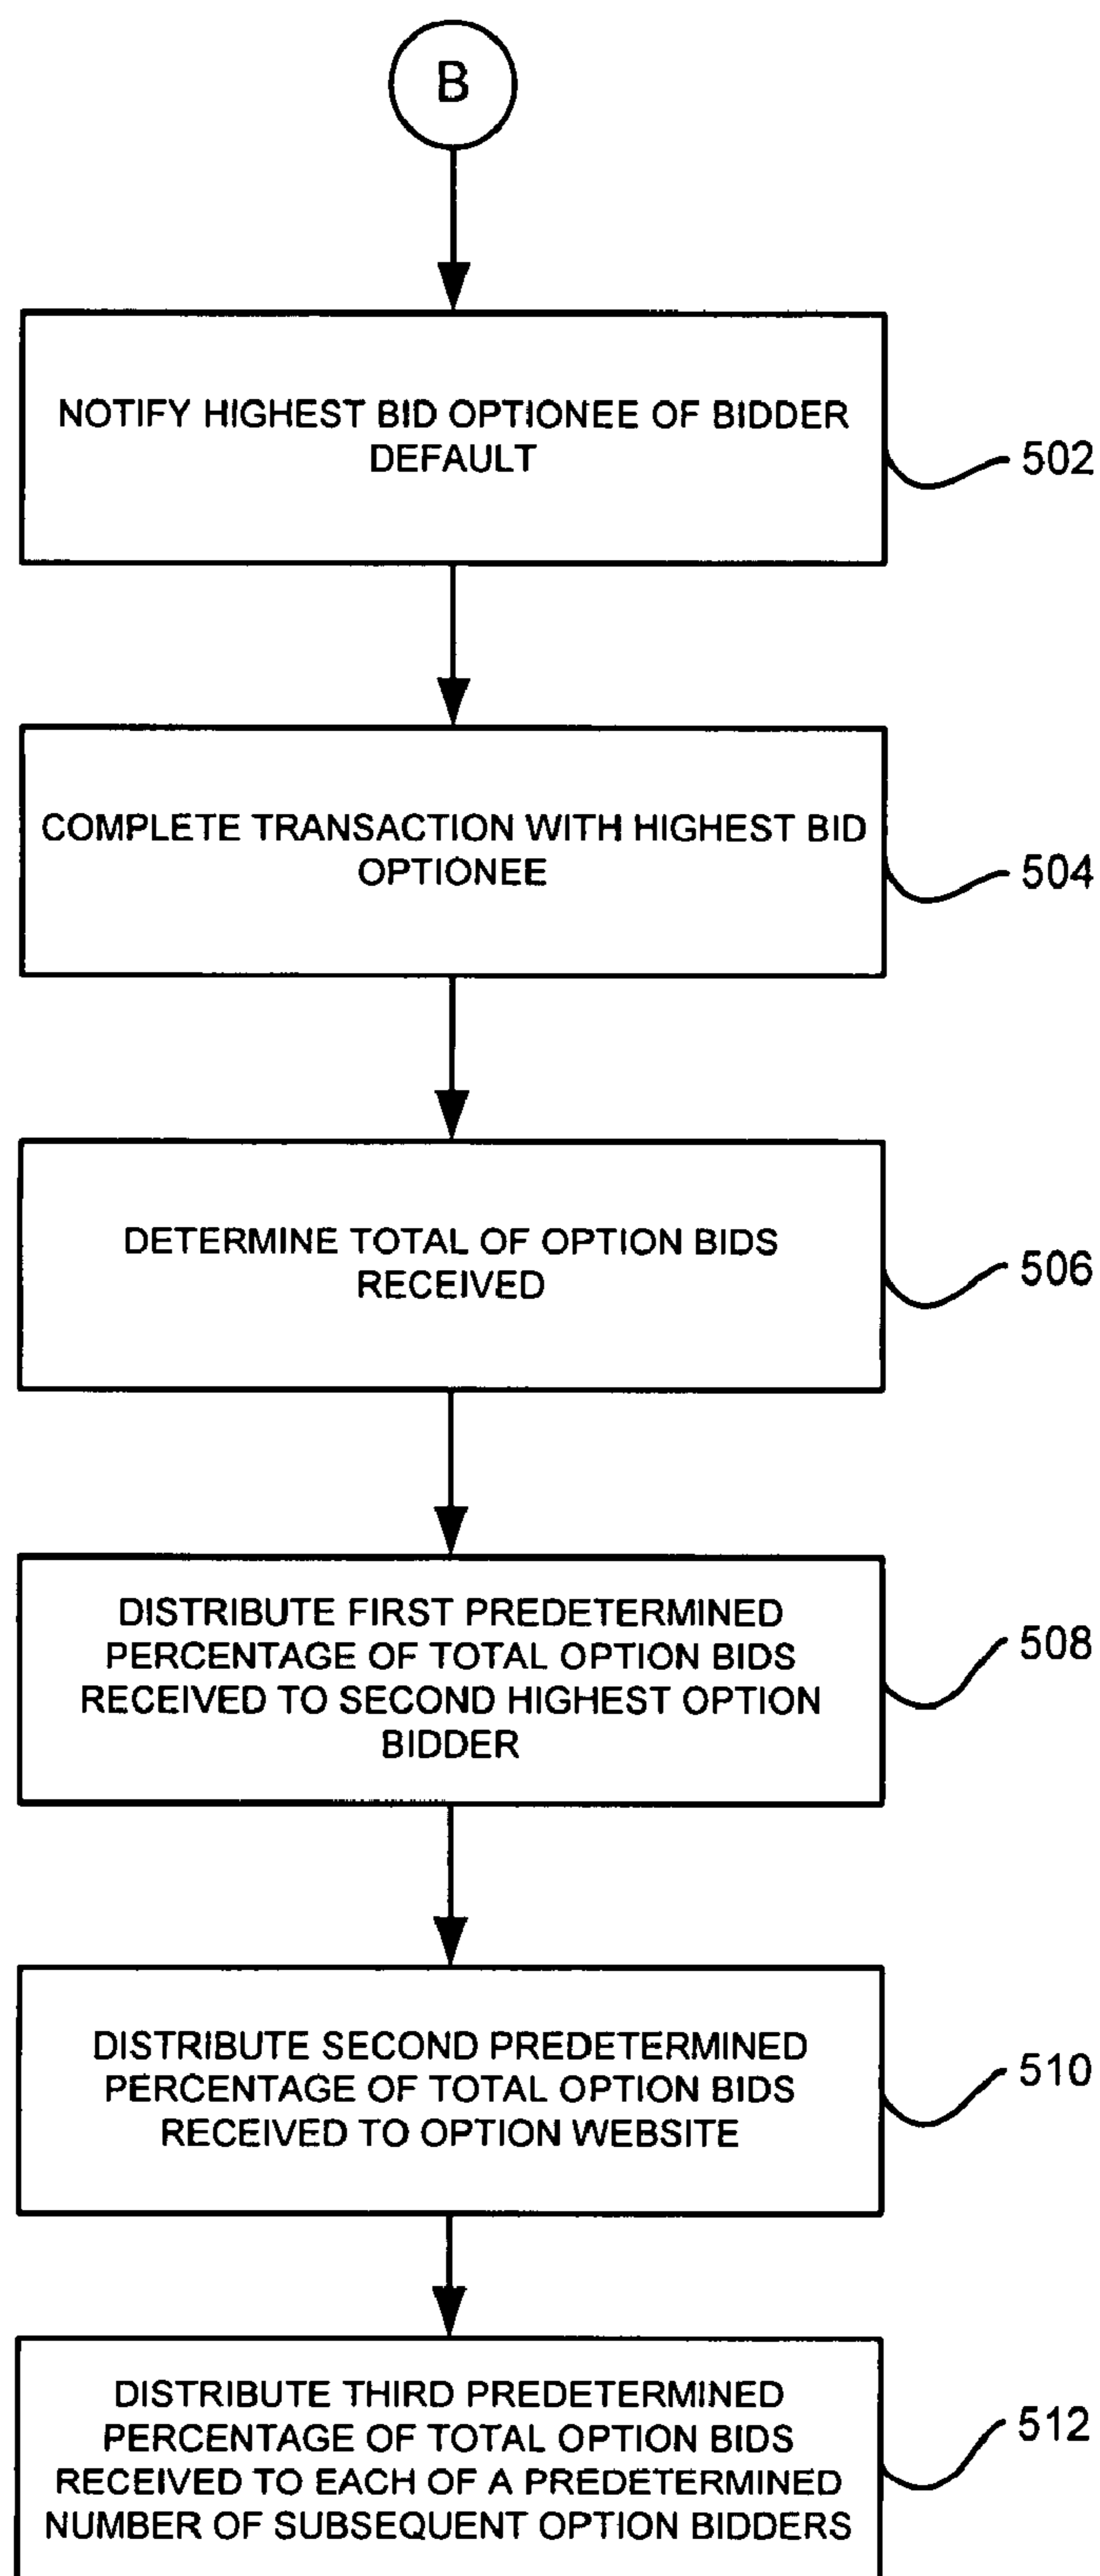 B
NOTIFY HIGHEST BID OPTIONEE OF BIDDER
DEFAULT
502
COMPLETE TRANSACTION WITH HIGHEST BID
OPTIONEE
504
DETERMINE TOTAL OF OPTION BIDS
RECEIVED
506
DISTRIBUTE FIRST PREDETERMINED
PERCENTAGE OF TOTAL OPTION BIDS
RECEIVED TO SECOND HIGHEST OPTION
BIDDER
508
DISTRIBUTE SECOND PREDETERMINED
PERCENTAGE OF TOTAL OPTION BIDS
RECEIVED TO OPTION WEBSITE
510
DISTRIBUTE THIRD PREDETERMINED
PERCENTAGE OF TOTAL OPTION BIDS
RECEIVED TO EACH OF A PREDETERMINED
NUMBER OF SUBSEQUENT OPTION BIDDERS
512